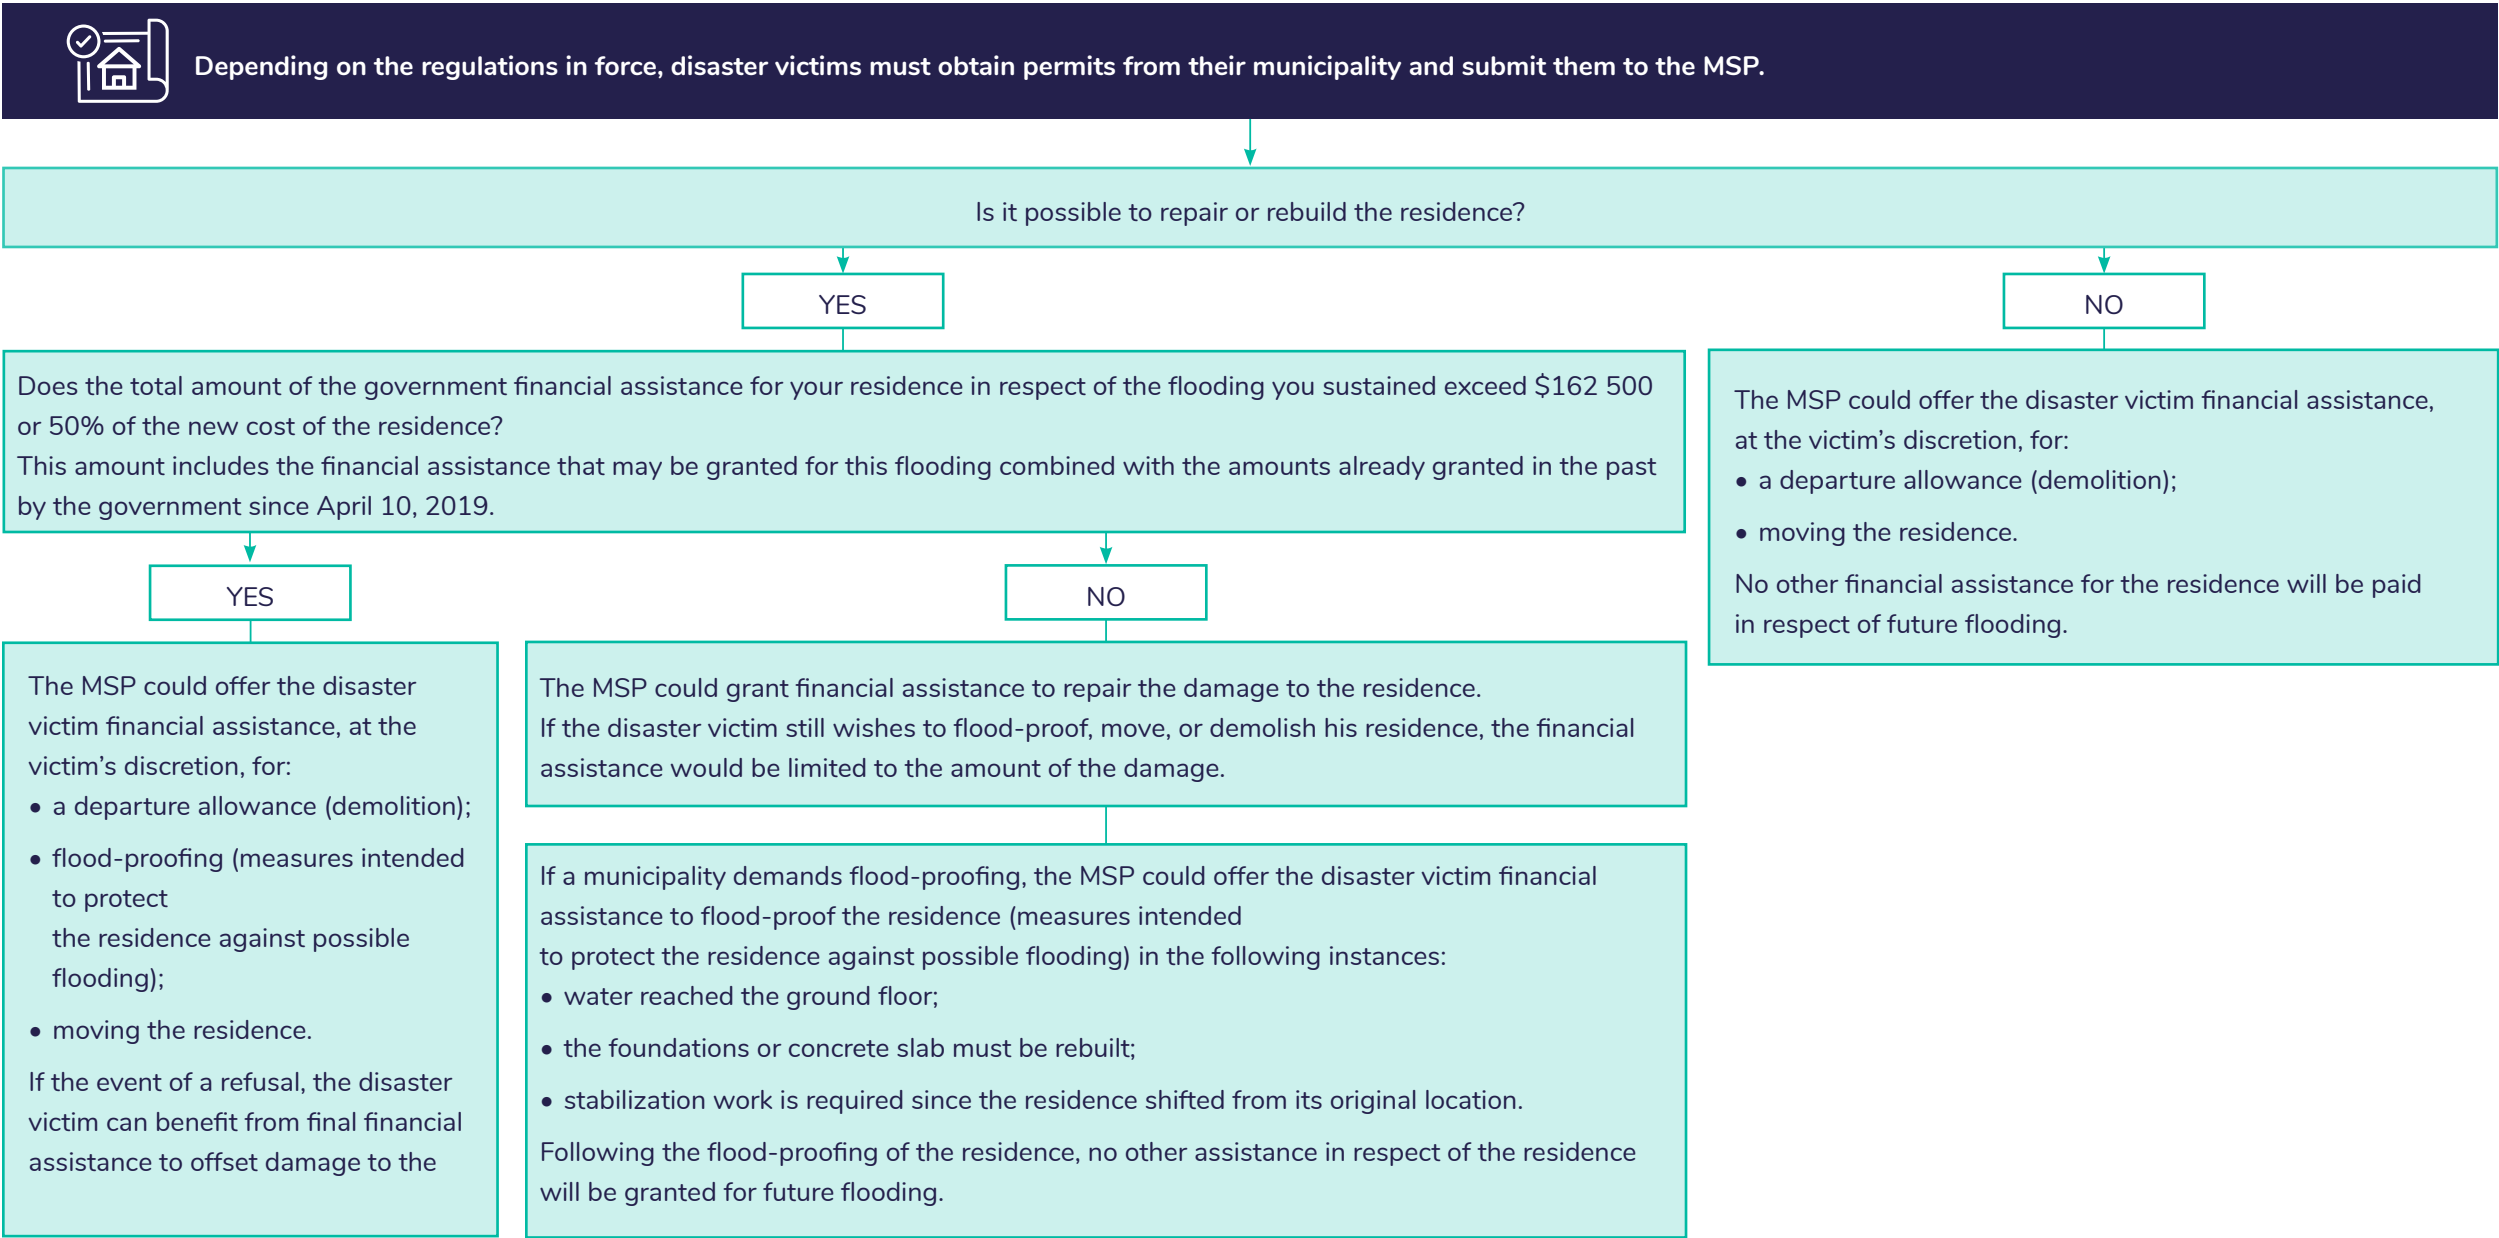 Depending on the regulations in force, disaster victims must obtain permits from their municipality and submit them to the MSP.
Is it possible to repair or rebuild the residence?
YES
NO
Does the total amount of the government financial assistance for your residence in respect of the flooding you sustained exceed $162 500
or 50% of the new cost of the residence?
This amount includes the financial assistance that may be granted for this flooding combined with the amounts already granted in the past
by the government since April 10, 2019.
The MSP could offer the disaster victim financial assistance,
at the victim’s discretion, for:
• a departure allowance (demolition);
• moving the residence.
No other financial assistance for the residence will be paid
in respect of future flooding.
YES
NO
The MSP could offer the disaster
victim financial assistance, at the
victim’s discretion, for:
• a departure allowance (demolition);
• flood-proofing (measures intended
to protect
the residence against possible
flooding);
• moving the residence.
If the event of a refusal, the disaster
victim can benefit from final financial
assistance to offset damage to the
The MSP could grant financial assistance to repair the damage to the residence.
If the disaster victim still wishes to flood-proof, move, or demolish his residence, the financial
assistance would be limited to the amount of the damage.
If a municipality demands flood-proofing, the MSP could offer the disaster victim financial
assistance to flood-proof the residence (measures intended
to protect the residence against possible flooding) in the following instances:
• water reached the ground floor;
• the foundations or concrete slab must be rebuilt;
• stabilization work is required since the residence shifted from its original location.
Following the flood-proofing of the residence, no other assistance in respect of the residence
will be granted for future flooding.